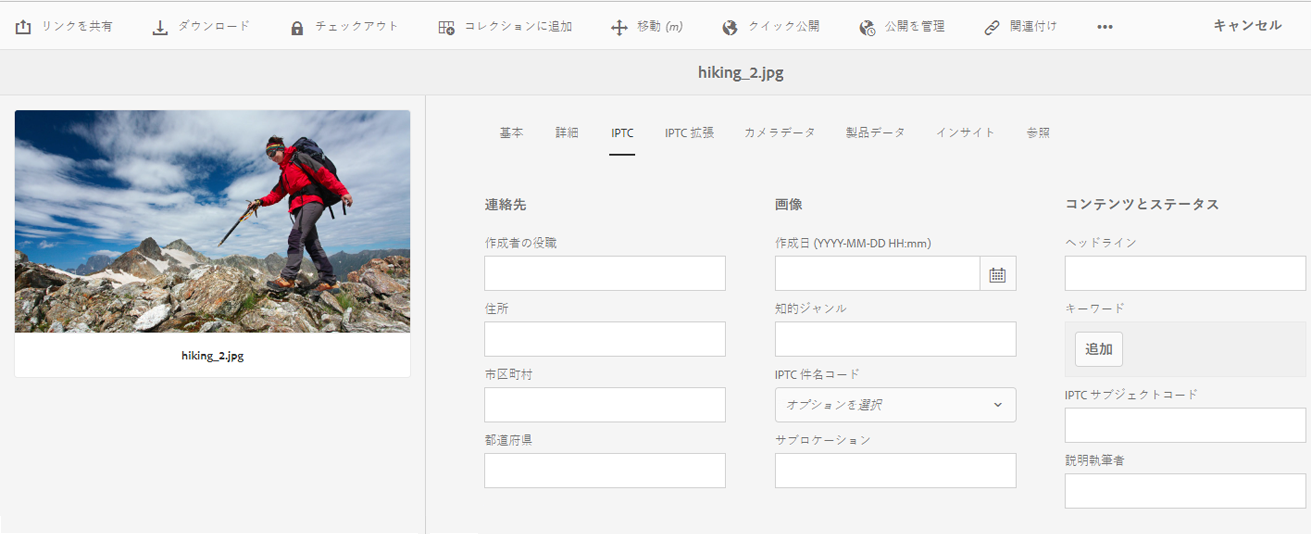 リンクを共有 ダウンロード チェックアウト コレクションに追加 移動 (m) クイック公開 公開を管理 関連付け キャンセル
hiking_2.jpg
基本 詳細 IPTC IPTC 拡張 カメラデータ 製品データ インサイト 参照
hiking_2.jpg
連絡先
作成者の役職
住所
市区町村
都道府県
画像
作成日 (YYYY-MM-DD HH:mm)
知的ジャンル
IPTC 件名コード
オプションを選択
サブロケーション
コンテンツとステータス
ヘッドライン
キーワード
追加
IPTC サブジェクトコード
説明執筆者